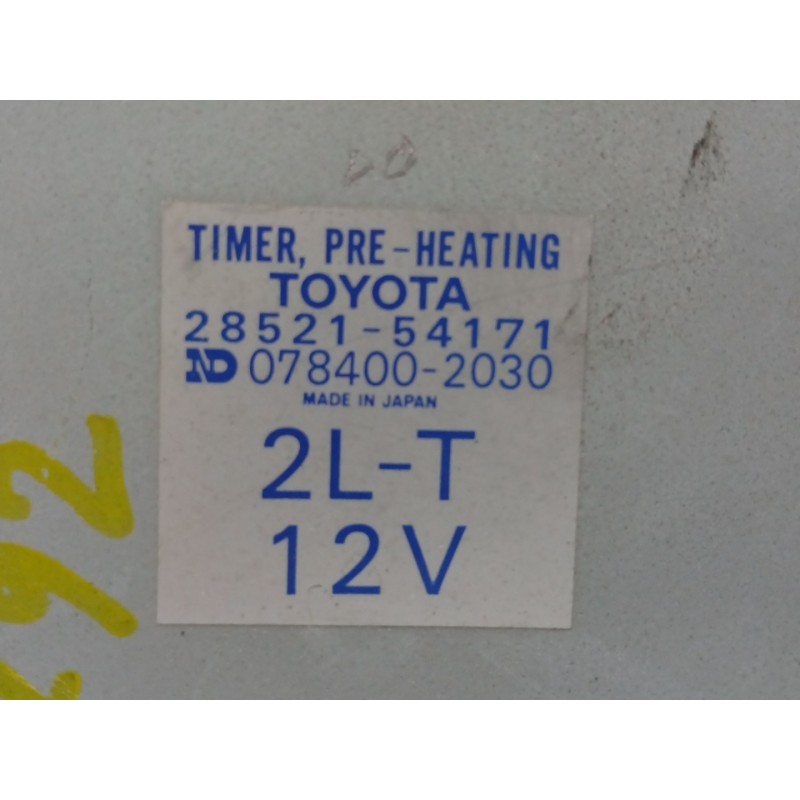 TIMER, PRE-HEATING
TOYOTA
28521-54171
ND 078400-2030
MADE IN JAPAN
2L-T
12V